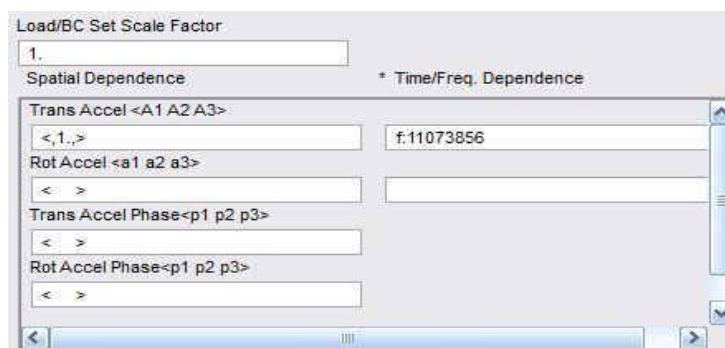 Load/BC Set Scale Factor
1.
Spatial Dependence * Time/Freq. Dependence
Trans Accel <A1 A2 A3>
<,1.,> f:11073856
Rot Accel <a1 a2 a3>
< >
Trans Accel Phase<p1 p2 p3>
< >
Rot Accel Phase<p1 p2 p3>
< >